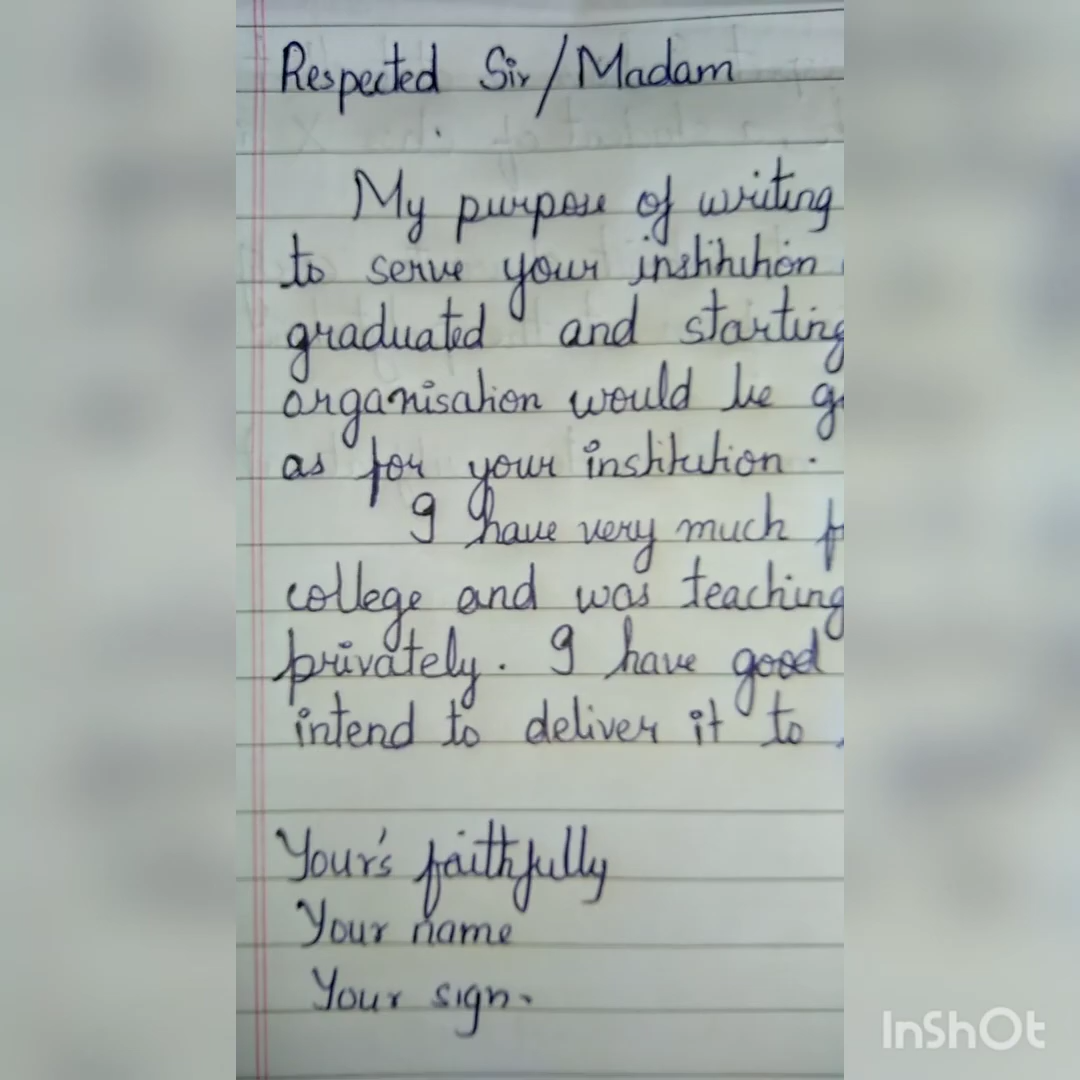 Respected Sir/Madam
My purpose of writing
to serve your institution
graduated and starting
organisation would be g
as for your institution.
I have very much f
college and was teaching
privately. I have good
intend to deliver it to
Your's faithfully
Your name
Your sign.
InShOt